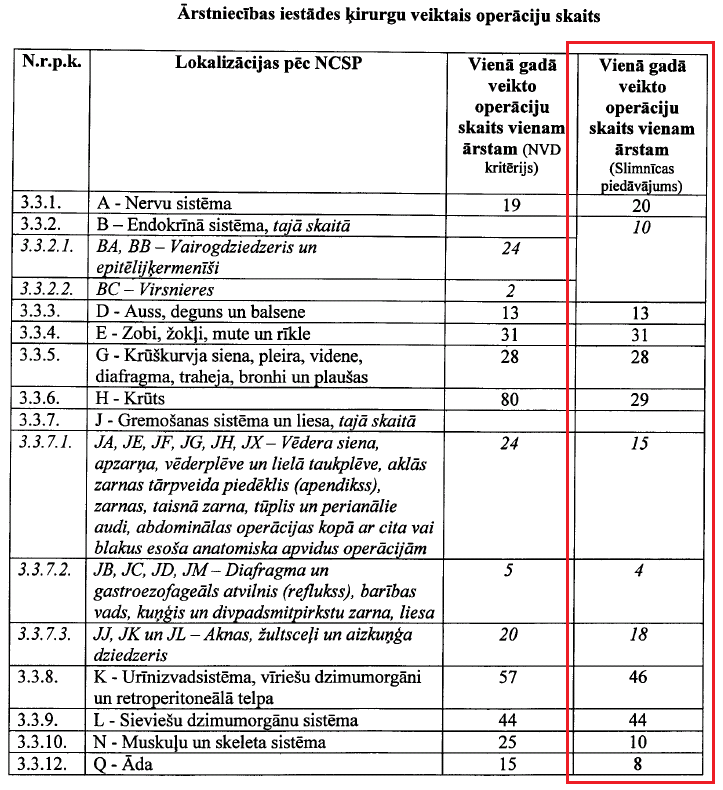 Ārstniecības iestādes ķirurgu veiktais operāciju skaits
N.r.p.k. Lokalizācijas pēc NCSP Vienā gadā veikto operāciju skaits vienam ārstam (NVD kritērijs) Vienā gadā veikto operāciju skaits vienam ārstam (Slimnīcas piedāvājums)
3.3.1. A - Nervu sistēma 19 20
3.3.2. B – Endokrīnā sistēma, tajā skaitā 10
3.3.2.1. BA, BB – Vairogdziedzeris un 24
epitēlijķermenīši
3.3.2.2. BC – Virsnieres 2
3.3.3. D - Auss, deguns un balsene 13 13
3.3.4. E - Zobi, žokļi, mute un rīkle 31 31
3.3.5. G - Krūškurvja siena, pleira, videne, 28 28
diafragma, traheja, bronhi un plaušas
3.3.6. H - Krūts 80 29
3.3.7. J - Gremošanas sistēma un liesa, tajā skaitā
3.3.7.1. JA, JE, JF, JG, JH, JX – Vēdera siena, 24 15
apzarņa, vēderplēve un lielā taukplēve, aklās
zarnas tārpveida piedēklis (apendikss),
zarnas, taisnā zarna, tūplis un perianālie
audi, abdominālas operācijas kopā ar cita vai
blakus esoša anatomiska apvidus operācijām
3.3.7.2. JB, JC, JD, JM – Diafragma un 5 4
gastroezofageāls atvilnis (reflukss), barības
vads, kuņģis un divpadsmitpirkstu zarna, liesa
3.3.7.3. JJ, JK un JL – Aknas, žultsceļi un aizkuņģa 20 18
dziedzeris
3.3.8. K - Urīnizvadsistēma, vīriešu dzimumorgāni 57 46
un retroperitoneālā telpa
3.3.9. L - Sieviešu dzimumorgānu sistēma 44 44
3.3.10. N - Muskuļu un skeleta sistēma 25 10
3.3.12. Q - Āda 15 8